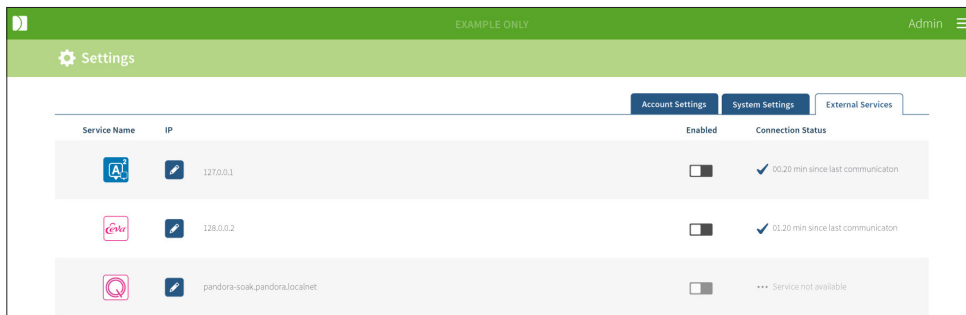 EXAMPLE ONLY
Admin
Settings
Account Settings
System Settings
External Services
Service Name
IP
Enabled
Connection Status
A 2
127.0.0.1
00.20 min since last communicaton
eva
128.0.0.2
01.20 min since last communicaton
Q
pandora-soak.pandora.localnet
Service not available